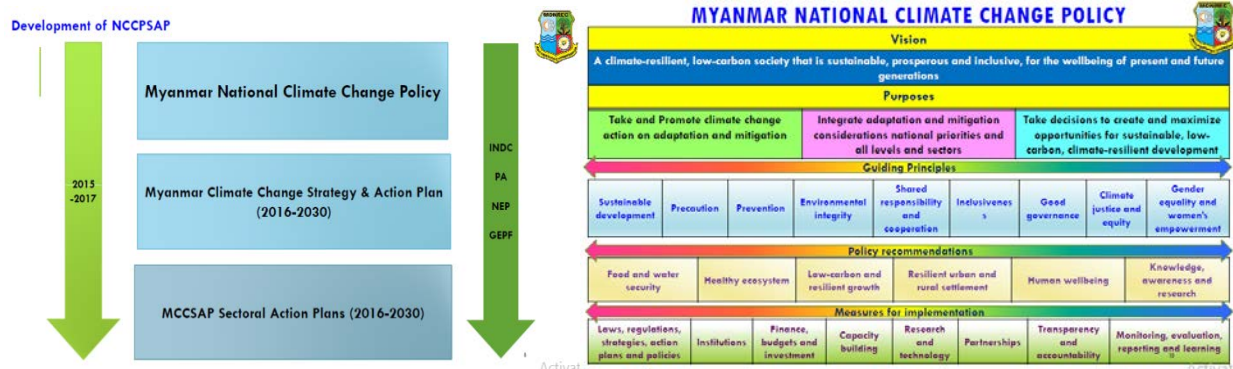 Development of NCCPSAP
2015
-2017
Myanmar National Climate Change Policy
Myanmar Climate Change Strategy & Action Plan
(2016-2030)
MCCSAP Sectoral Action Plans (2016-2030)
INDC
PA
NEP
GEPF
Activat
MYANMAR NATIONAL CLIMATE CHANGE POLICY
Vision
A climate-resilient, low-carbon society that is sustainable, prosperous and inclusive, for the wellbeing of present and future
generations
Purposes
Take and Promote climate change
action on adaptation and mitigation
Integrate adaptation and mitigation
considerations national priorities and
all levels and sectors
Take decisions to create and maximize
opportunities for sustainable, low-
carbon, climate-resilient development
Guiding Principles
Sustainable
development
Precaution
Prevention
Environmental
integrity
Shared
responsibility
and
cooperation
Inclusivenes
s
Good
governance
Climate
justice and
equity
Gender
equality and
women's
empowerment
Policy recommendations
Food and water
security
Healthy ecosystem
Low-carbon and
resilient growth
Resilient urban and
rural settlement
Human wellbeing
Knowledge,
awareness and
research
Measures for implementation
Laws, regulations,
strategies, action
plans and policies
Institutions
Finance,
budgets and
investment
Capacity
building
Research
and
technology
Partnerships
Transparency
and
accountability
Monitoring, evaluation,
reporting and learning
Activat